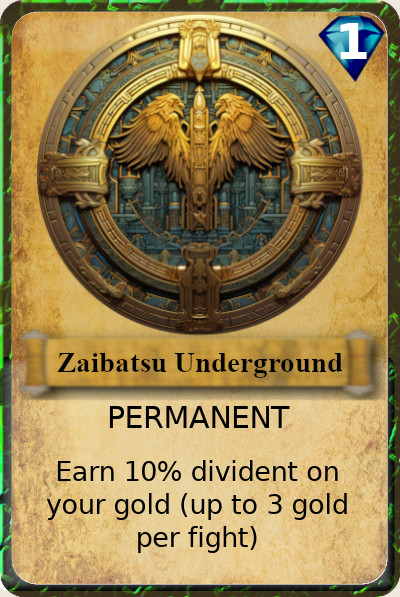 1
Zaibatsu Underground
PERMANENT
Earn 10% divident on
your gold (up to 3 gold
per fight)